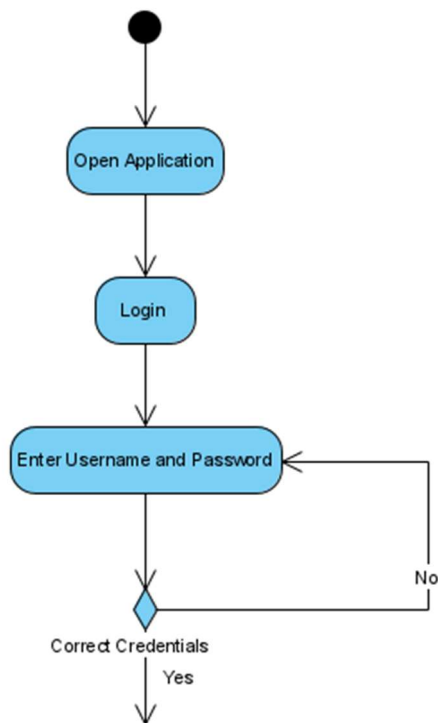 Open Application
Login
Enter Username and Password
No
Correct Credentials
Yes